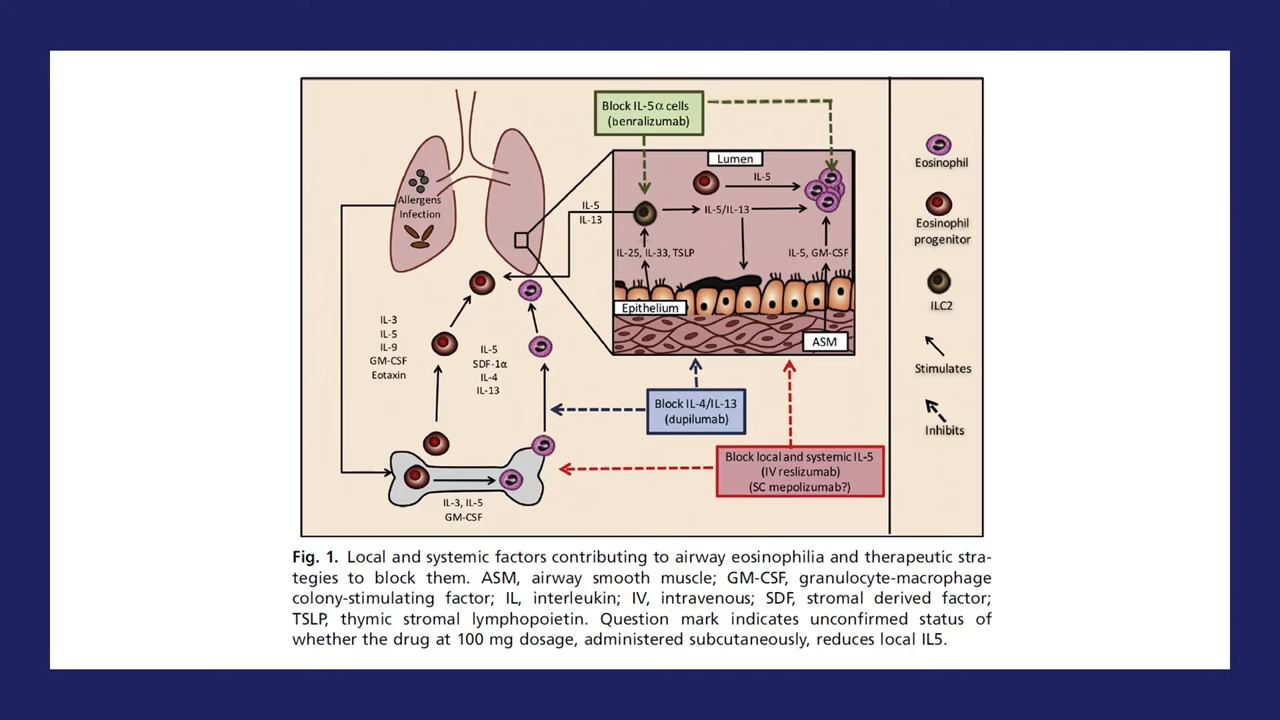 Block IL-5α cells
(benralizumab)
Lumen
IL-5
IL-5/IL-13
IL-25, IL-33, TSLP
IL-5, GM-CSF
Epithelium
ASM
IL-5
IL-13
Allergens
Infection
IL-3
IL-5
IL-9
GM-CSF
Eotaxin
IL-5
SDF-1α
IL-4
IL-13
Block IL-4/IL-13
(dupilumab)
Block local and systemic IL-5
(IV reslizumab)
(SC mepolizumab?)
IL-3, IL-5
GM-CSF
Eosinophil
Eosinophil
progenitor
ILC2
Stimulates
Inhibits
Fig. 1. Local and systemic factors contributing to airway eosinophilia and therapeutic stra-
tegies to block them. ASM, airway smooth muscle; GM-CSF, granulocyte-macrophage
colony-stimulating factor; IL, interleukin; IV, intravenous; SDF, stromal derived factor;
TSLP, thymic stromal lymphopoietin. Question mark indicates unconfirmed status of
whether the drug at 100 mg dosage, administered subcutaneously, reduces local IL5.